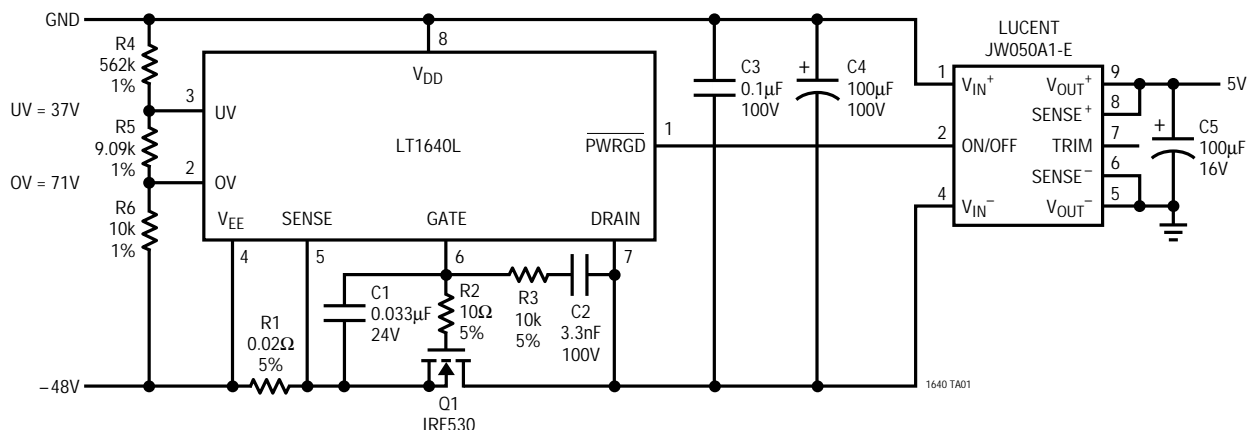 GND
R4
562k
1%
UV = 37V
R5
9.09k
1%
OV = 71V
R6
10k
1%
–48V
8
VDD
3
UV
2
OV
LT1640L
PWRGD
1
VEE
SENSE
GATE
DRAIN
4
5
6
7
R1
0.02Ω
5%
C1
0.033µF
24V
R2
10Ω
5%
R3
10k
5%
C2
3.3nF
100V
Q1
IRF530
C3
0.1µF
100V
+
C4
100µF
100V
LUCENT
JW050A1-E
1
VIN+
VOUT+
9
SENSE+
8
2
ON/OFF
TRIM
7
SENSE–
6
4
VIN–
VOUT–
5
5V
+
C5
100µF
16V
1640 TA01